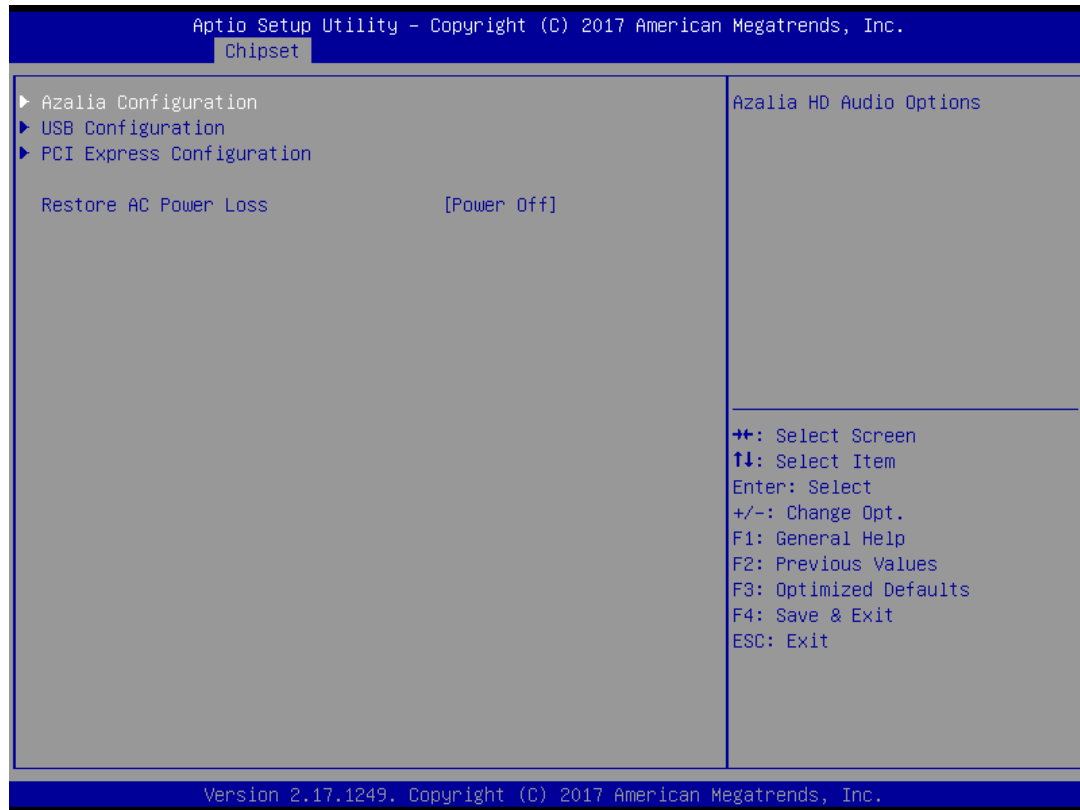 Aptio Setup Utility – Copyright (C) 2017 American Megatrends, Inc.
Chipset
▶ Azalia Configuration
▶ USB Configuration
▶ PCI Express Configuration
Restore AC Power Loss [Power Off]
Azalia HD Audio Options
→←: Select Screen
↑↓: Select Item
Enter: Select
+/-: Change Opt.
F1: General Help
F2: Previous Values
F3: Optimized Defaults
F4: Save & Exit
ESC: Exit
Version 2.17.1249. Copyright (C) 2017 American Megatrends, Inc.